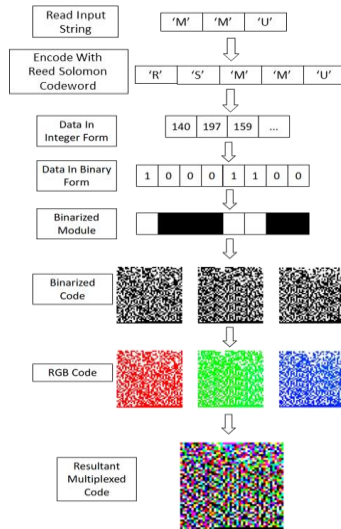 Read Input
String
'M' 'M' 'U'
Encode With
Reed Solomon
Codeword
'R' 'S' 'M' 'M' 'U'
Data In
Integer Form
140 197 159 ...
Data In Binary
Form
1 0 0 0 1 1 0 0
Binarized
Module
Binarized
Code
RGB Code
Resultant
Multiplexed
Code